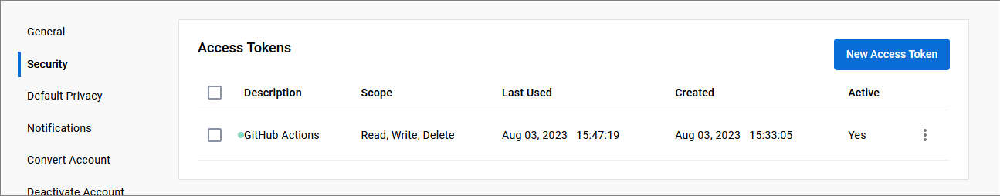 General
Security
Default Privacy
Notifications
Convert Account
Deactivate Account
Access Tokens
New Access Token
Description Scope Last Used Created Active
GitHub Actions Read, Write, Delete Aug 03, 2023 15:47:19 Aug 03, 2023 15:33:05 Yes